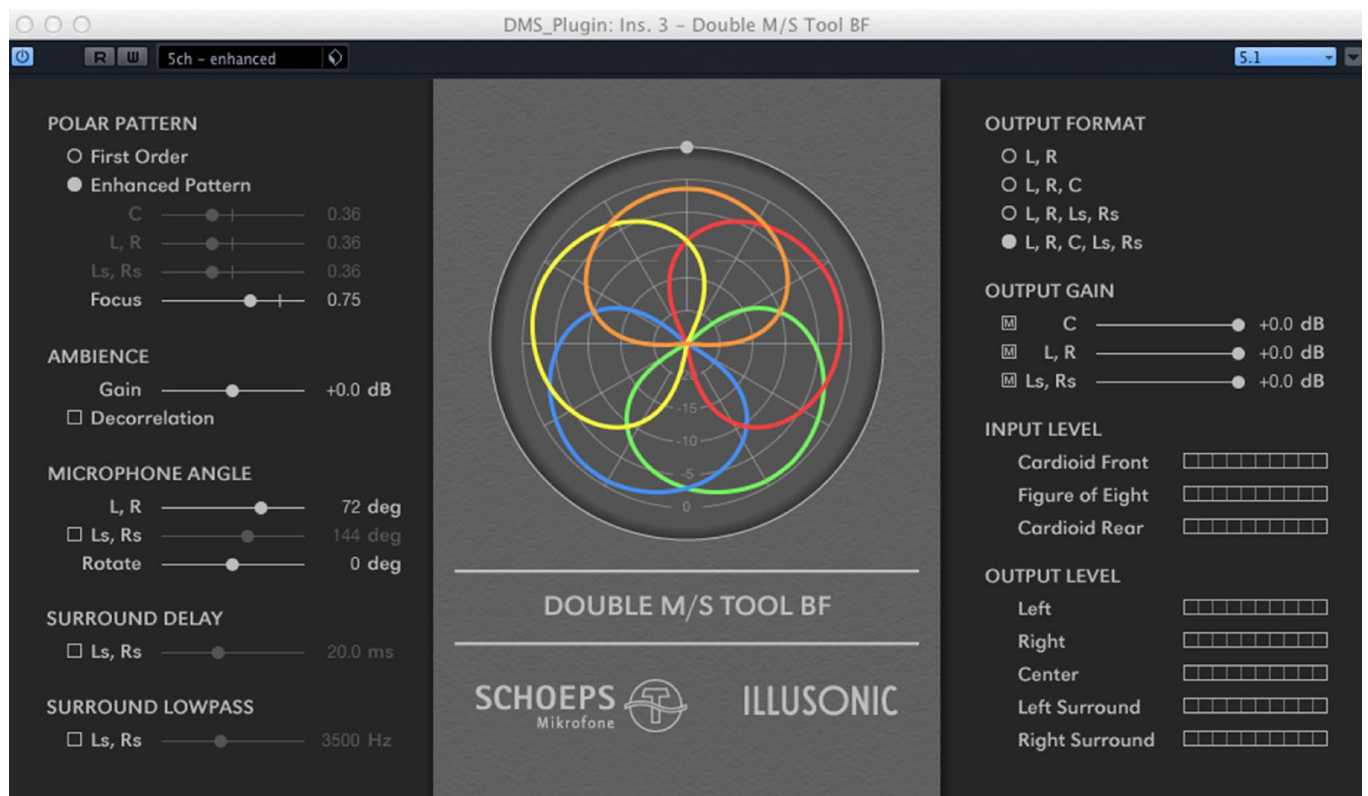 DMS_Plugin: Ins. 3 – Double M/S Tool BF
R W 5ch – enhanced 5.1
POLAR PATTERN
First Order
Enhanced Pattern
C 0.36
L, R 0.36
Ls, Rs 0.36
Focus 0.75
AMBIENCE
Gain +0.0 dB
Decorrelation
MICROPHONE ANGLE
L, R 72 deg
Ls, Rs 144 deg
Rotate 0 deg
SURROUND DELAY
Ls, Rs 20.0 ms
SURROUND LOWPASS
Ls, Rs 3500 Hz
-20
-15
-10
-5
0
DOUBLE M/S TOOL BF
SCHOEPS
Mikrofone
ILLUSONIC
OUTPUT FORMAT
L, R
L, R, C
L, R, Ls, Rs
L, R, C, Ls, Rs
OUTPUT GAIN
M C +0.0 dB
M L, R +0.0 dB
M Ls, Rs +0.0 dB
INPUT LEVEL
Cardioid Front
Figure of Eight
Cardioid Rear
OUTPUT LEVEL
Left
Right
Center
Left Surround
Right Surround